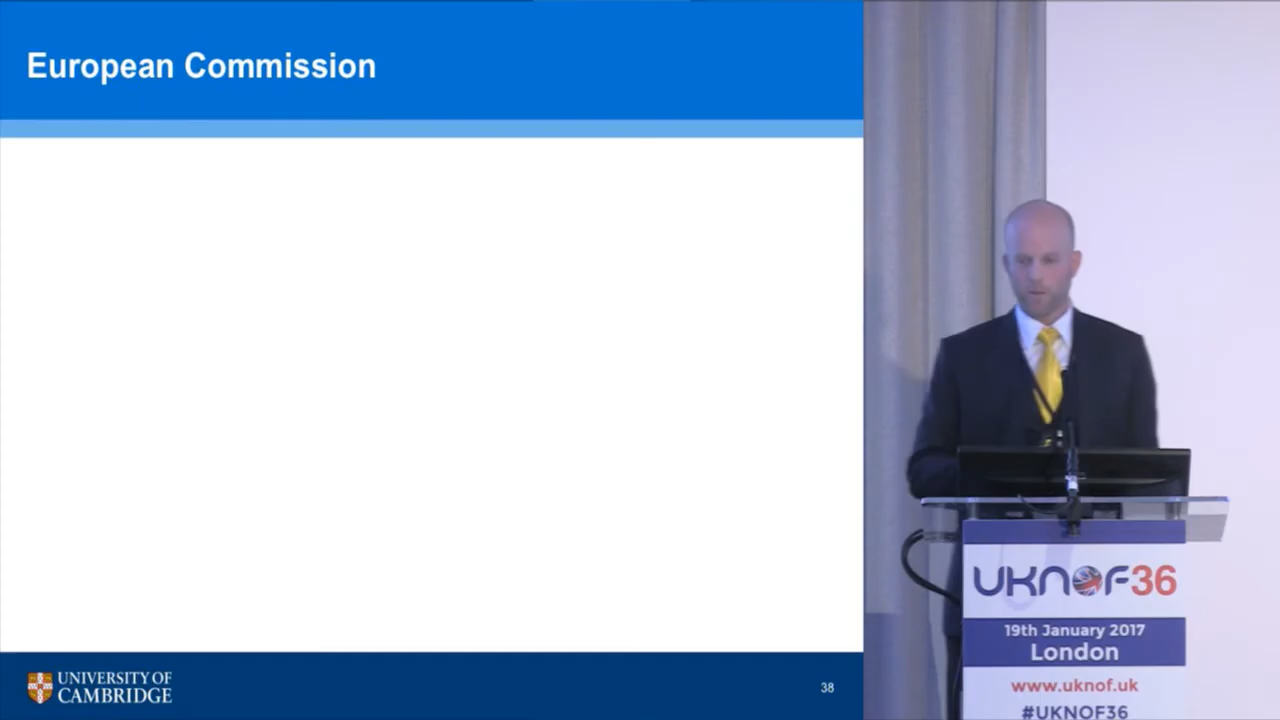 European Commission
UNIVERSITY OF
CAMBRIDGE
38
UKNOF36
19th January 2017
London
www.uknof.uk
#UKNOF36